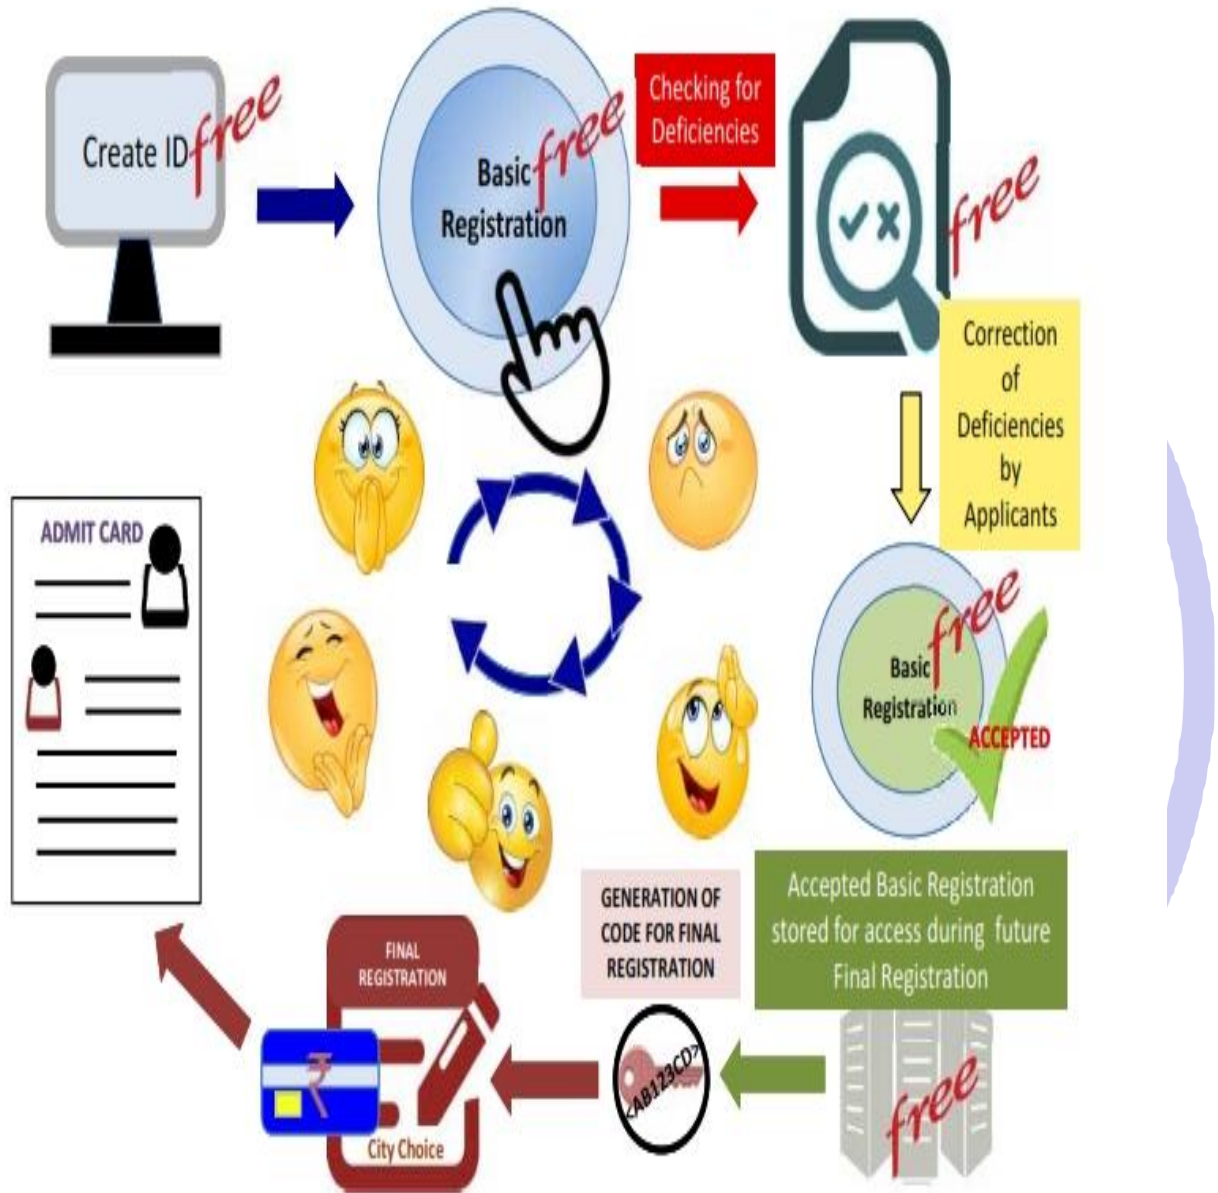 Create ID
free
Basic
Registration
free
Checking for
Deficiencies
free
Correction
of
Deficiencies
by
Applicants
ADMIT CARD
Basic
Registration
free
ACCEPTED
Accepted Basic Registration
stored for access during future
Final Registration
free
GENERATION OF
CODE FOR FINAL
REGISTRATION
<AB123CD>
FINAL
REGISTRATION
₹
City Choice